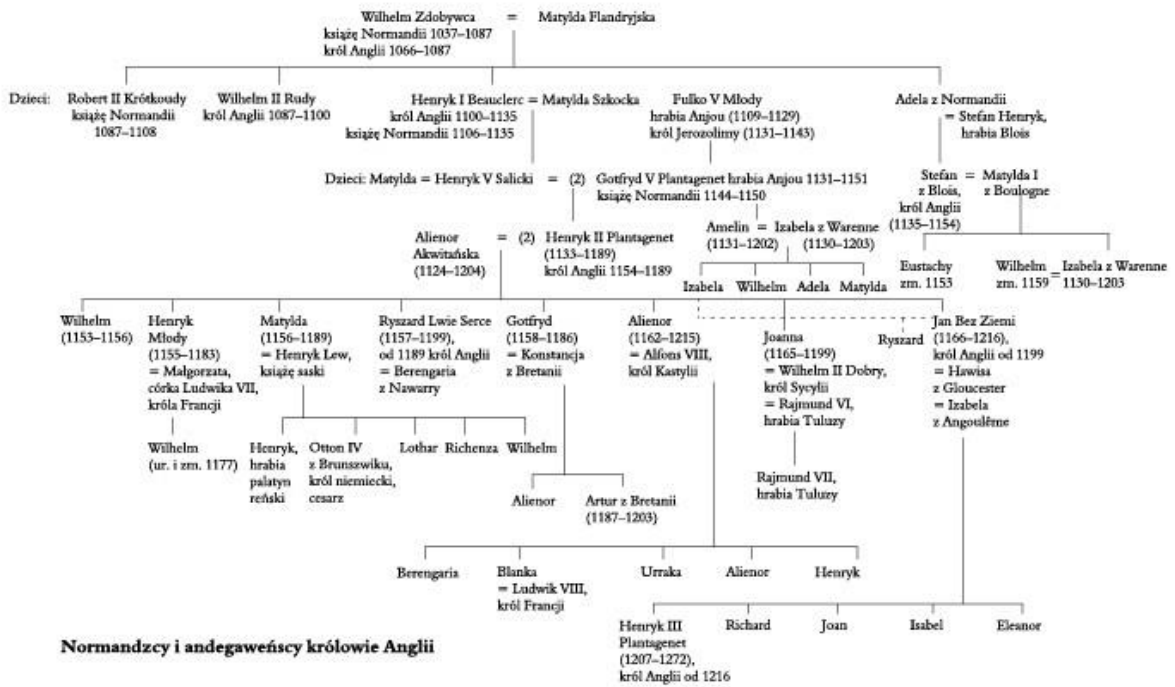 Wilhelm Zdobywca = Matylda Flandryjska
książę Normandii 1037–1087
król Anglii 1066–1087
Dzieci:
Robert II Krótkoudy
książę Normandii
1087–1108
Wilhelm II Rudy
król Anglii 1087–1100
Henryk I Beauclerc = Matylda Szkocka
król Anglii 1100–1135
książę Normandii 1106–1135
Fulko V Młody
hrabia Anjou (1109–1129)
król Jerozolimy (1131–1143)
Adela z Normandii
= Stefan Henryk,
hrabia Blois
Dzieci: Matylda = Henryk V Salicki = (2) Gotfryd V Plantagenet hrabia Anjou 1131–1151
książę Normandii 1144–1150
Stefan = Matylda I
z Blois, z Boulogne
król Anglii
(1135–1154)
Alienor = (2) Henryk II Plantagenet
Akwitańska (1133–1189)
(1124–1204) król Anglii 1154–1189
Amelin = Izabela z Warenne
(1131–1202) (1130–1203)
Eustachy
zm. 1153
Wilhelm = Izabela z Warenne
zm. 1159 1130–1203
Izabela Wilhelm Adela Matylda
Wilhelm
(1153–1156)
Henryk
Młody
(1155–1183)
= Małgorzata,
córka Ludwika VII,
króla Francji
Matylda
(1156–1189)
= Henryk Lew,
książę saski
Ryszard Lwie Serce
(1157–1199),
od 1189 król Anglii
= Berengaria
z Nawarry
Gotfryd
(1158–1186)
= Konstancja
z Bretanii
Alienor
(1162–1215)
= Alfons VIII,
król Kastylii
Joanna
(1165–1199)
= Wilhelm II Dobry,
król Sycylii
= Rajmund VI,
hrabia Tuluzy
Ryszard
Jan Bez Ziemi
(1166–1216),
król Anglii od 1199
= Hawisa
z Gloucester
= Izabela
z Angoulême
Wilhelm
(ur. i zm. 1177)
Henryk,
hrabia
palatyn
reński
Otton IV
z Brunszwiku,
król niemiecki,
cesarz
Lothar
Richenza
Wilhelm
Alienor
Artur z Bretanii
(1187–1203)
Rajmund VII,
hrabia Tuluzy
Berengaria
Blanka
= Ludwik VIII,
król Francji
Urraka
Alienor
Henryk
Henryk III
Plantagenet
(1207–1272),
król Anglii od 1216
Richard
Joan
Isabel
Eleanor
Normandzcy i andegaweńscy królowie Anglii